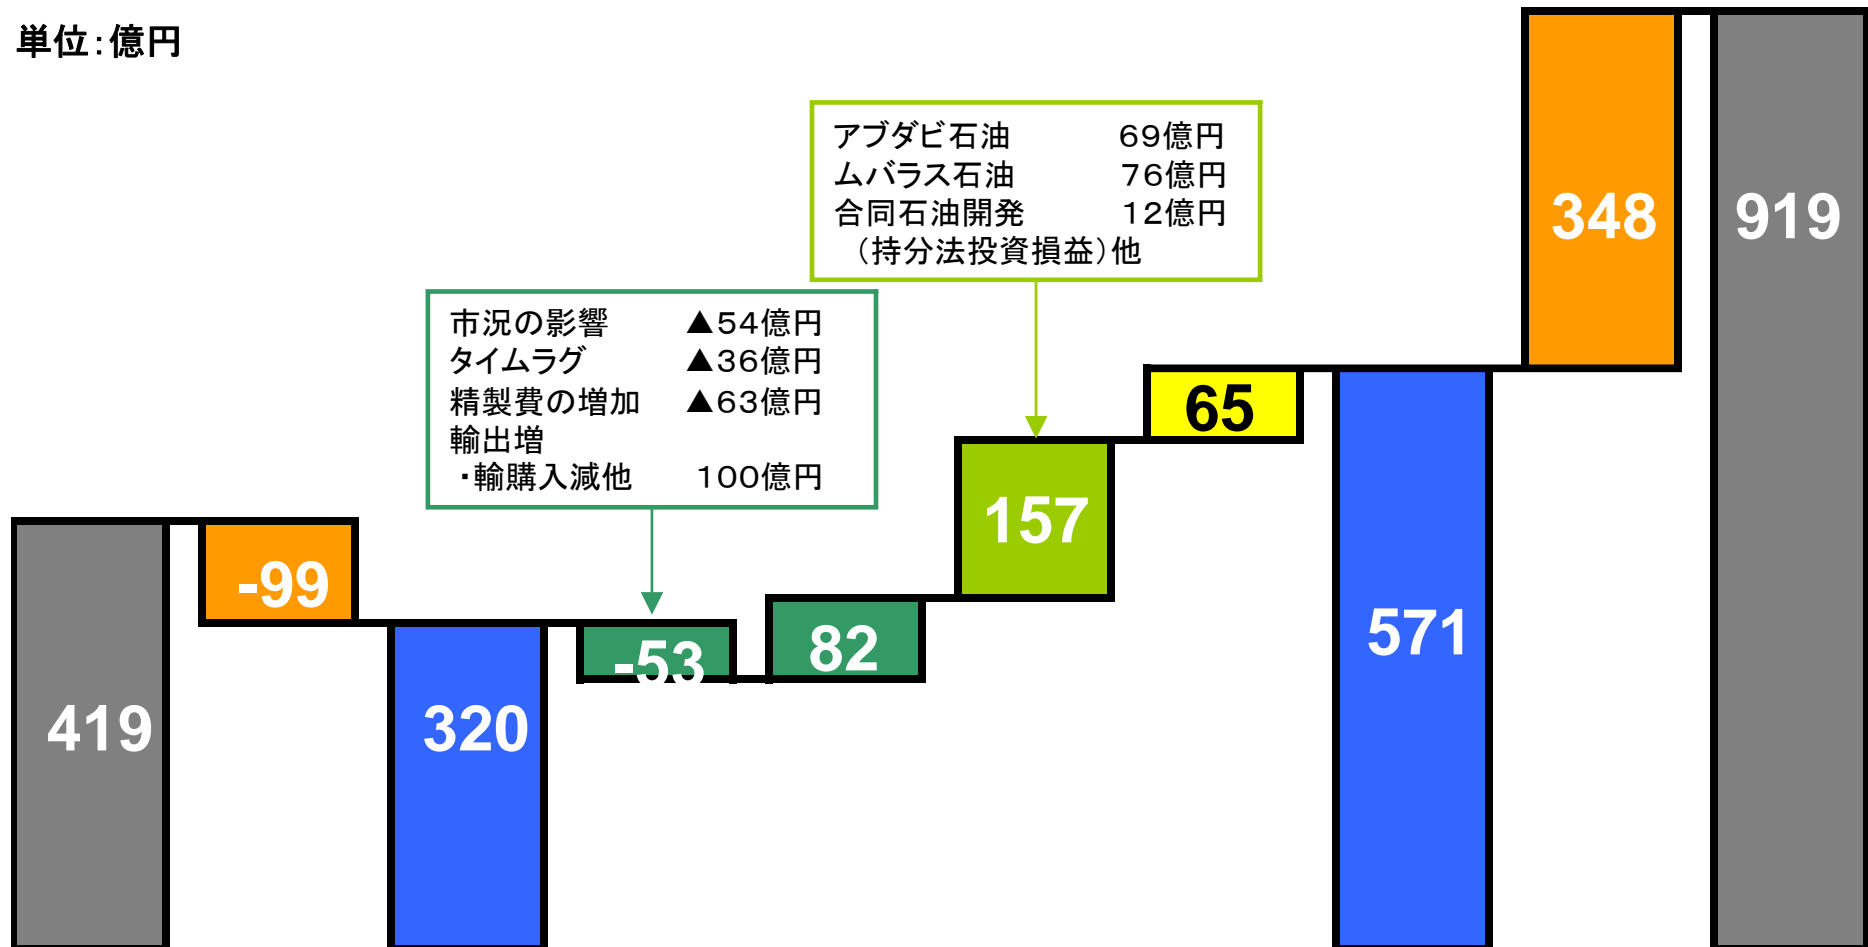 単位:億円
アブダビ石油 69億円
ムバラス石油 76億円
合同石油開発 12億円
(持分法投資損益)他
市況の影響 ▲54億円
タイムラグ ▲36億円
精製費の増加 ▲63億円
輸出増
・輸購入減他 100億円
419
-99
320
-53
82
157
65
571
348
919